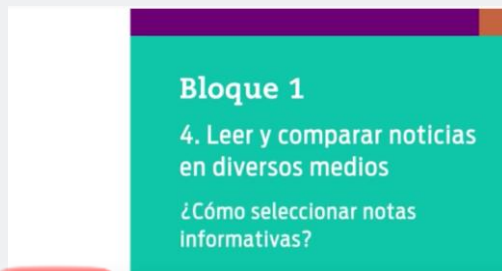 Bloque 1
4. Leer y comparar noticias
en diversos medios
¿Cómo seleccionar notas
informativas?